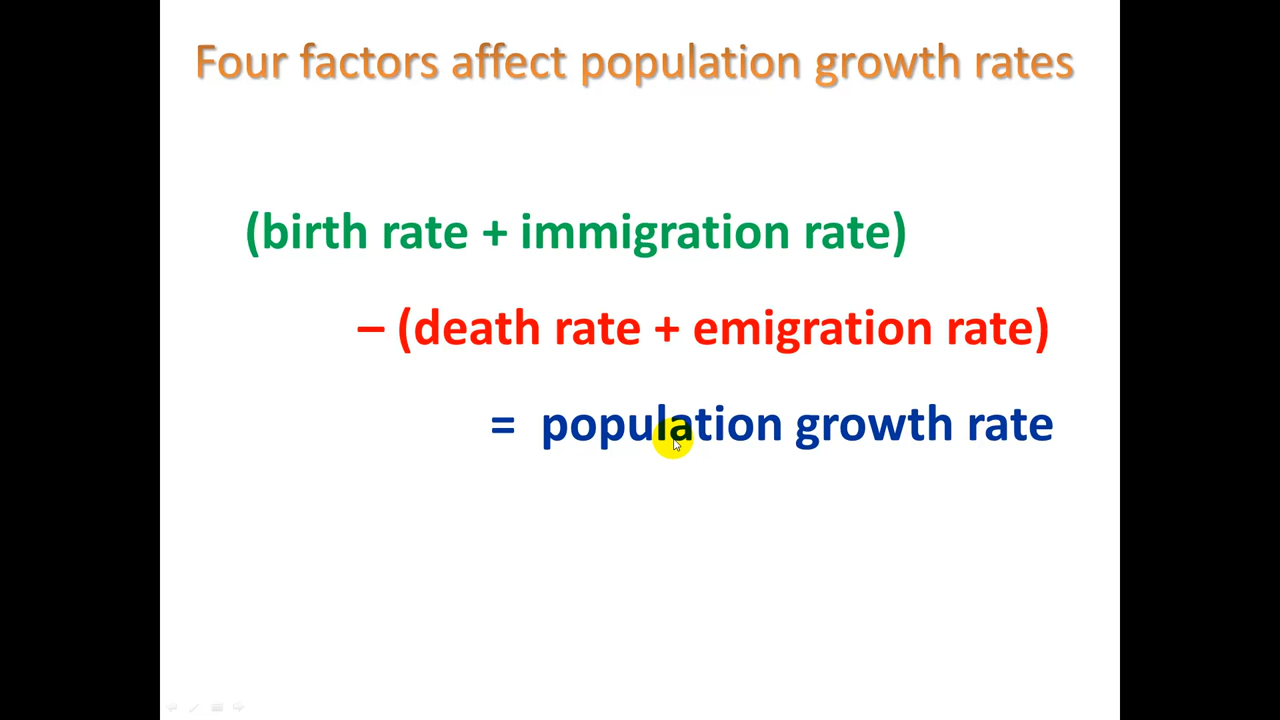 Four factors affect population growth rates
(birth rate + immigration rate)
– (death rate + emigration rate)
= population growth rate